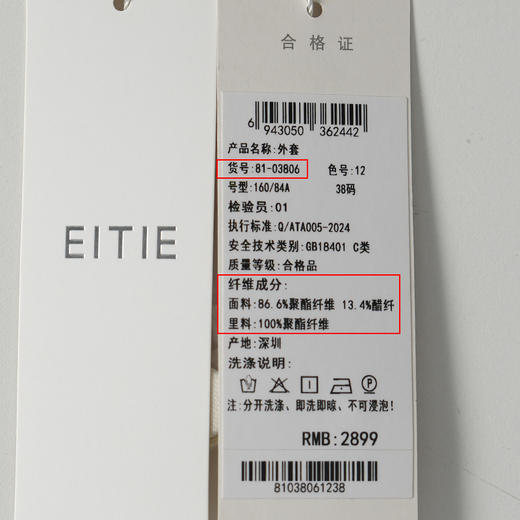 EITIE
合格证
6 943050 362442
产品名称:外套
货号:81-03806 色号:12
号型:160/84A 38码
检验员:01
执行标准:Q/ATA005-2024
安全技术类别:GB18401 C类
质量等级:合格品
纤维成分:
面料:86.6%聚酯纤维 13.4%醋纤
里料:100%聚酯纤维
产地:深圳
洗涤说明:
P
注:分开洗涤、即洗即晾、不可浸泡!
RMB:2899
81038061238